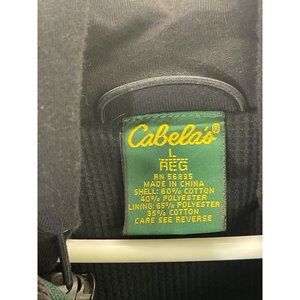 Cabela's®
L
REG
RN 56835
MADE IN CHINA
SHELL: 60% COTTON
40% POLYESTER
LINING: 65% POLYESTER
35% COTTON
CARE SEE REVERSE